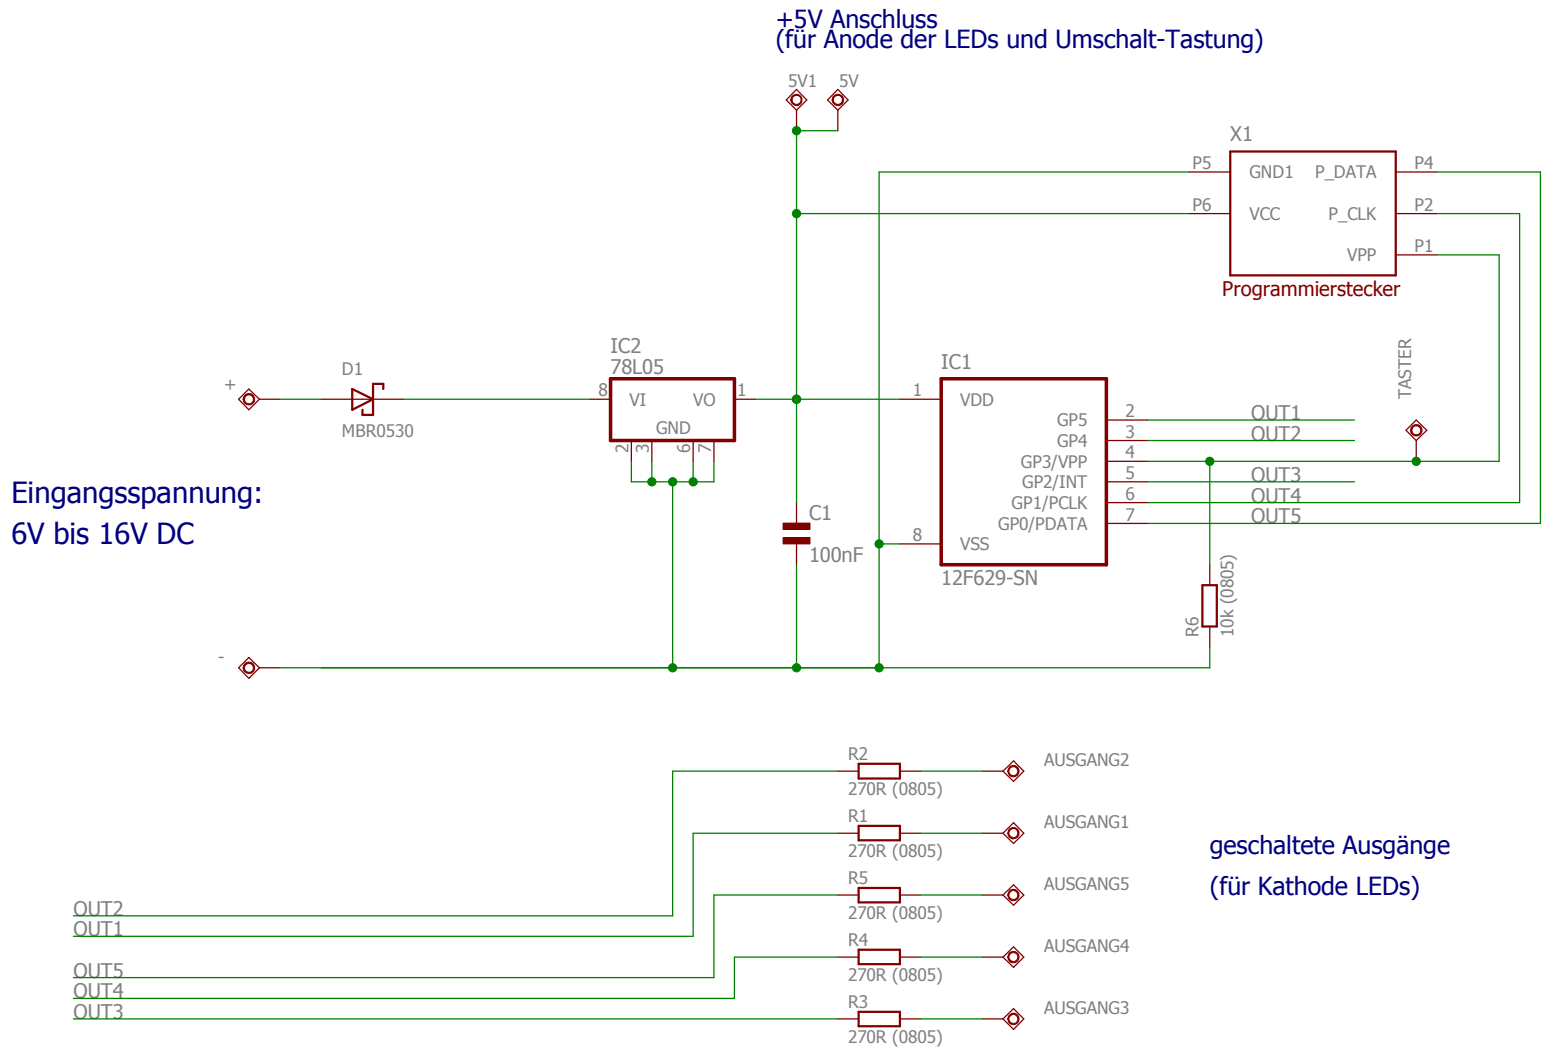 +5V Anschluss
(für Anode der LEDs und Umschalt-Tastung)
5V1
5V
X1
P5
GND1
P_DATA
P4
P6
VCC
P_CLK
P2
VPP
P1
Programmierstecker
TASTER
D1
+
MBR0530
IC2
78L05
8
VI
VO
1
GND
2
3
6
7
IC1
1
VDD
GP5
2
OUT1
GP4
3
OUT2
GP3/VPP
4
GP2/INT
5
OUT3
GP1/PCLK
6
OUT4
GP0/PDATA
7
OUT5
8
VSS
12F629-SN
Eingangsspannung:
6V bis 16V DC
C1
100nF
R6
10k (0805)
-
R2
270R (0805)
AUSGANG2
R1
270R (0805)
AUSGANG1
R5
270R (0805)
AUSGANG5
R4
270R (0805)
AUSGANG4
R3
270R (0805)
AUSGANG3
geschaltete Ausgänge
(für Kathode LEDs)
OUT2
OUT1
OUT5
OUT4
OUT3